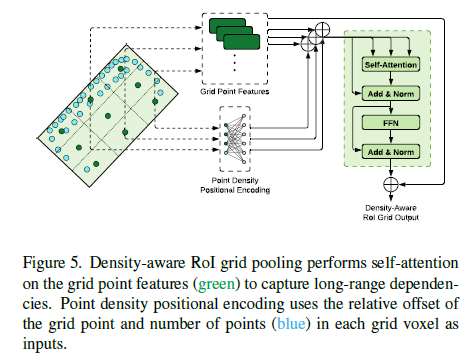 Grid Point Features
Point Density
Positional Encoding
Self-Attention
Add & Norm
FFN
Add & Norm
Density-Aware
RoI Grid Output
Figure 5. Density-aware RoI grid pooling performs self-attention
on the grid point features (green) to capture long-range dependen-
cies. Point density positional encoding uses the relative offset of
the grid point and number of points (blue) in each grid voxel as
inputs.